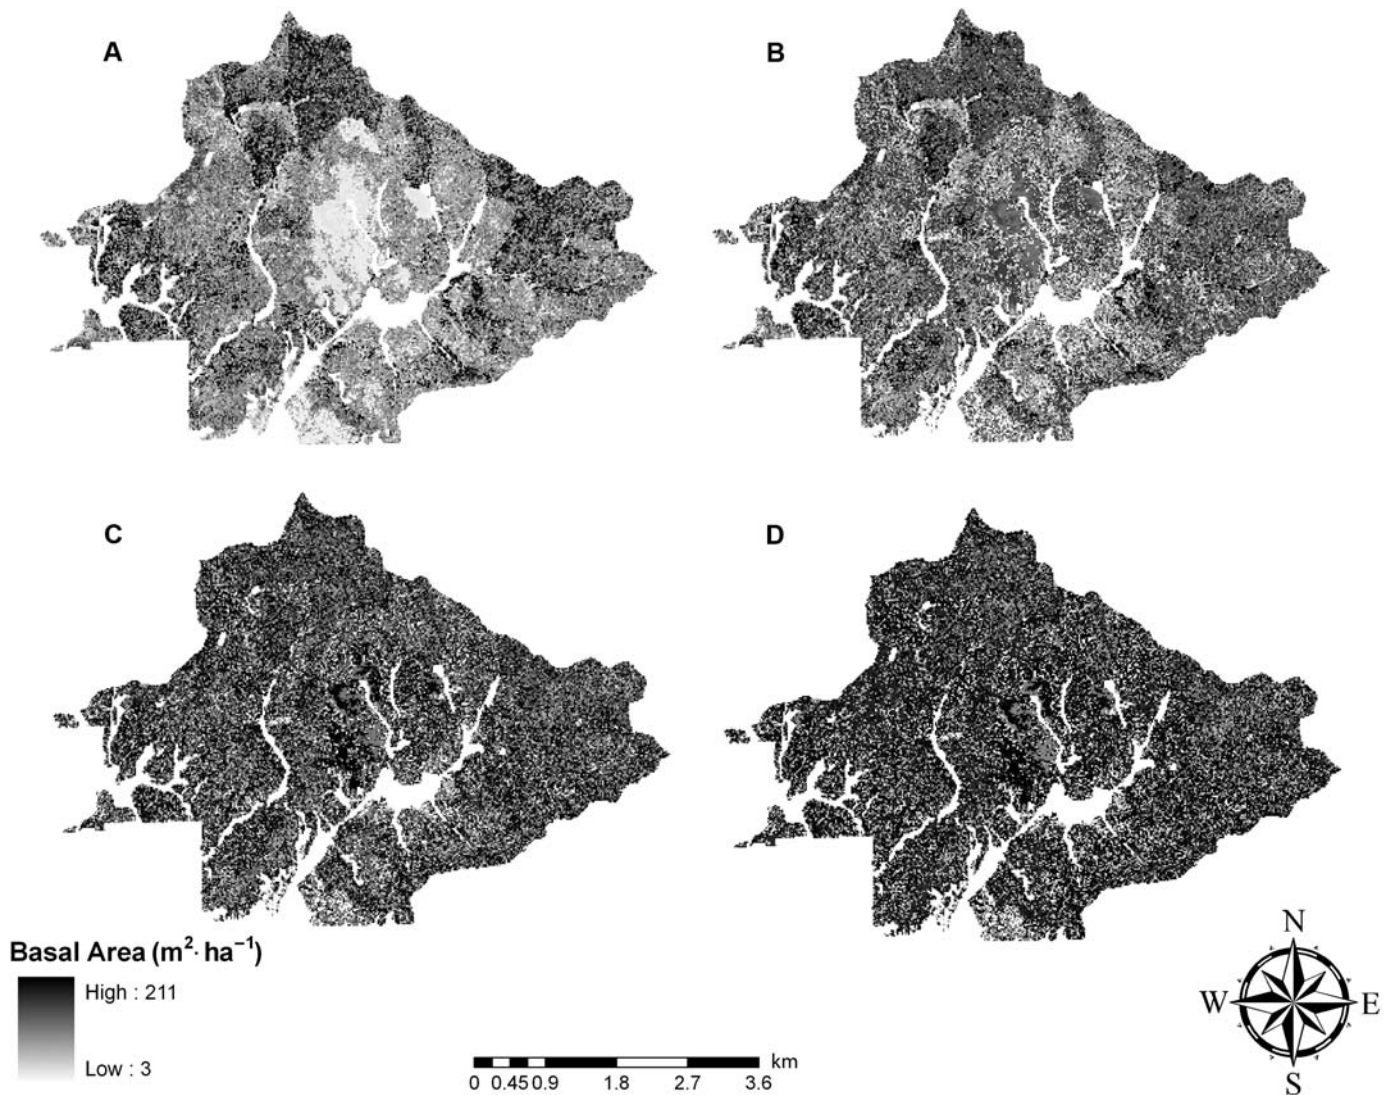 A
B
C
D
Basal Area (m²· ha⁻¹)
High : 211
Low : 3
km
0 0.45 0.9 1.8 2.7 3.6
N
W E
S